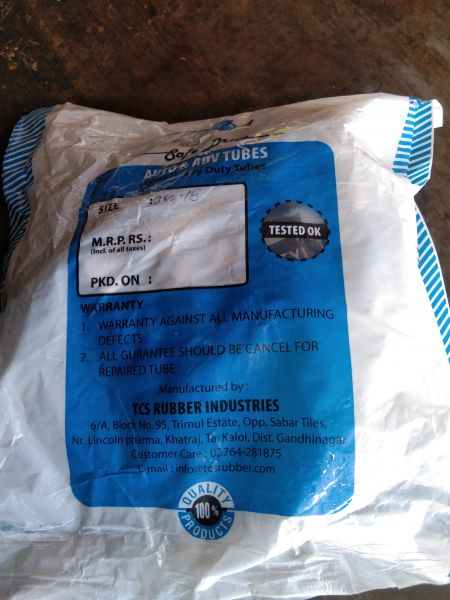 Safe
AUTO & ADV TUBES
Duty Tubes
SIZE :
TESTED OK
M.R.P. RS. :
(Incl. of all taxes)
PKD. ON :
WARRANTY
1. WARRANTY AGAINST ALL MANUFACTURING
DEFECTS
2. ALL GURANTEE SHOULD BE CANCEL FOR
REPAIRED TUBE
Manufactured by :
TCS RUBBER INDUSTRIES
6/A, Block No. 95, Trimul Estate, Opp. Sabar Tiles,
Nr. Lincoln pharma, Khatraj, Ta. Kalol, Dist. Gandhinagar
Customer Care : 02764-281875
E-mail : info@tcsrubber.com
QUALITY
100%
PRODUCTS